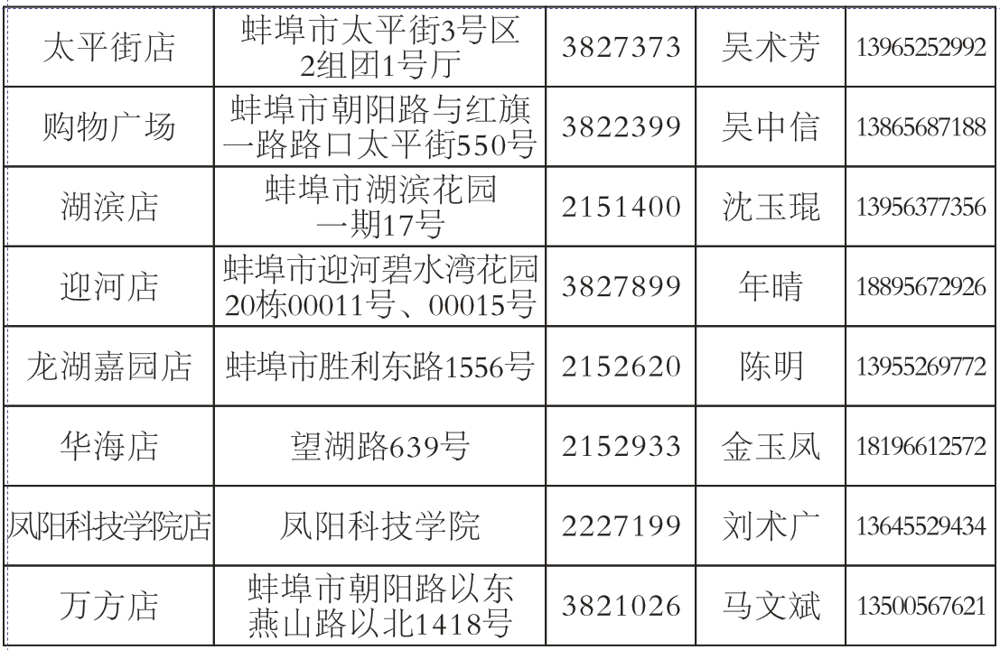 太平街店
蚌埠市太平街3号区
2组团1号厅
3827373
吴术芳
13965252992
购物广场
蚌埠市朝阳路与红旗
一路路口太平街550号
3822399
吴中信
13865687188
湖滨店
蚌埠市湖滨花园
一期17号
2151400
沈玉琨
13956377356
迎河店
蚌埠市迎河碧水湾花园
20栋00011号、00015号
3827899
年晴
18895672926
龙湖嘉园店
蚌埠市胜利东路1556号
2152620
陈明
13955269772
华海店
望湖路639号
2152933
金玉凤
18196612572
凤阳科技学院店
凤阳科技学院
2227199
刘术广
13645529434
万方店
蚌埠市朝阳路以东
燕山路以北1418号
3821026
马文斌
13500567621